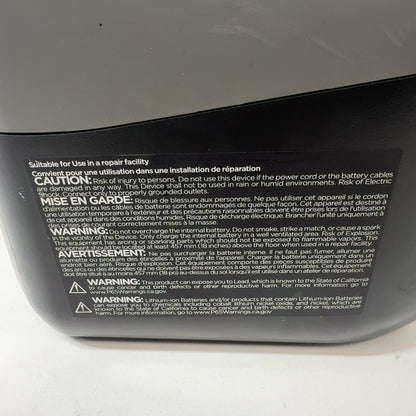 Suitable for Use in a repair facility
Convient pour une utilisation dans une installation de réparation
CAUTION: Risk of injury to persons. Do not use this device if the power cord or the battery cables
are damaged in any way. This Device shall not be used in rain or humid environments. Risk of Electric
Shock. Connect only to properly grounded outlets.
MISE EN GARDE: Risque de blessure aux personnes. Ne pas utiliser cet appareil si le cordon
d'alimentation ou les câbles de batterie sont endommagés de quelque façon. Cet appareil est destiné à
une utilisation temporaire à l'extérieur et des précautions raisonnables doivent être prises lors de l'utilisation
dans des environnements pluvieux ou humides. Risque de décharge électrique. Brancher l'unité uniquement à
des prises de courant correctement mises à la terre.
WARNING: Do not overcharge the internal battery. Do not smoke, strike a match, or cause a spark
in the vicinity of the Device. Only charge the internal battery in a well ventilated area. Risk of Explosion.
This equipment has arcing or sparking parts which should not be exposed to flammable vapors. This
equipment should be located at least 457 mm (18 inches) above the floor when used in a repair facility.
AVERTISSEMENT: Ne pas surcharger la batterie interne. Ne pas fumer, allumer une
allumette ou produire des étincelles à proximité de l'appareil. Charger la batterie uniquement dans un
endroit bien aéré. Risque d'explosion. Cet équipement comporte des pièces susceptibles de produire
des arcs ou des étincelles qui ne doivent pas être exposées à des vapeurs inflammables. Cet équipement
doit être situé à au moins 457 mm (18 po) au-dessus du sol lorsqu'il est utilisé dans un atelier de réparation.
WARNING: This product can expose you to Lead, which is known to the State of California
to cause cancer and birth defects or other reproductive harm. For more information go to
www.P65Warnings.ca.gov.
WARNING: Lithium-ion Batteries and/or products that contain Lithium-ion Batteries
can expose you to chemicals including cobalt lithium nickel oxide, and nickel, which are
known to the State of California to cause cancer and birth defects or other reproductive
harm. For more information, go to www.P65Warnings.ca.gov.